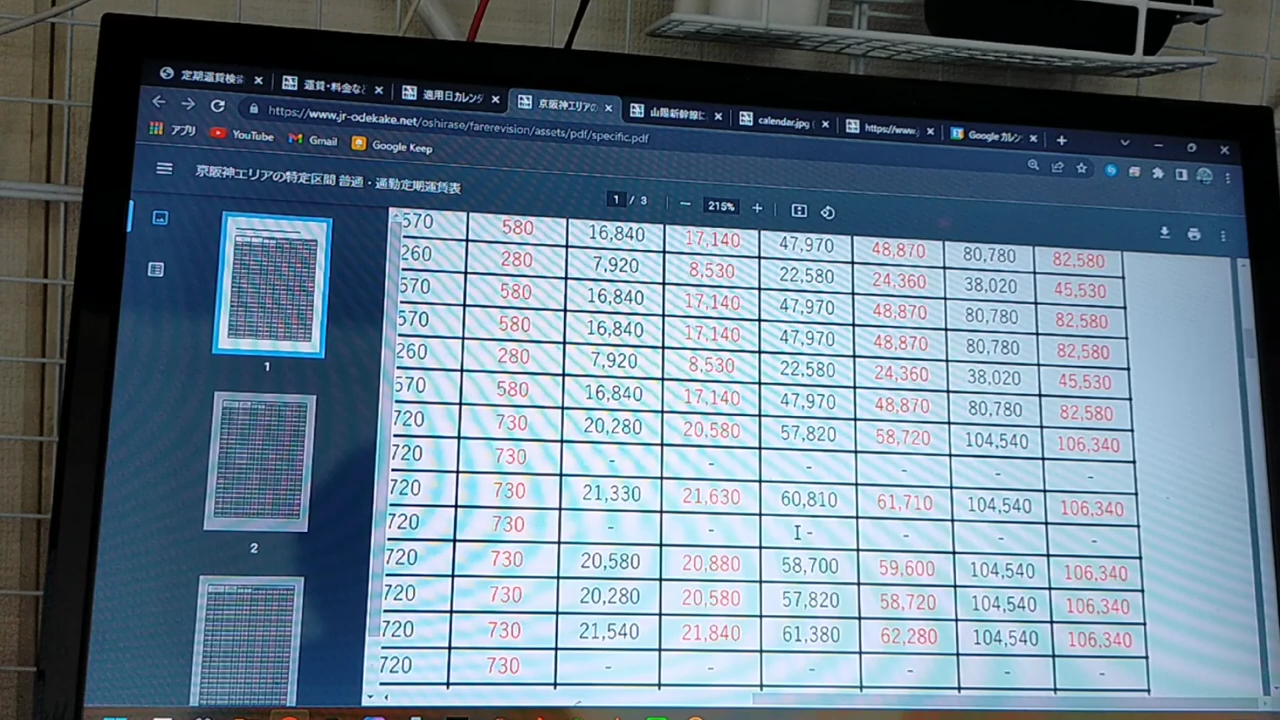 定期運賃検索 運賃・料金など 適用日カレンダ 京阪神エリアの 山陽新幹線に calendar.jpg ( https://www.j Google カレン
https://www.jr-odekake.net/oshirase/farerevision/assets/pdf/specific.pdf
アプリ YouTube Gmail Google Keep
京阪神エリアの特定区間 普通・通勤定期運賃表
1 / 3 215%
570 580 16,840 17,140 47,970 48,870 80,780 82,580
260 280 7,920 8,530 22,580 24,360 38,020 45,530
570 580 16,840 17,140 47,970 48,870 80,780 82,580
570 580 16,840 17,140 47,970 48,870 80,780 82,580
260 280 7,920 8,530 22,580 24,360 38,020 45,530
570 580 16,840 17,140 47,970 48,870 80,780 82,580
720 730 20,280 20,580 57,820 58,720 104,540 106,340
720 730 - - - - - -
720 730 21,330 21,630 60,810 61,710 104,540 106,340
720 730 - - - - - -
720 730 20,580 20,880 58,700 59,600 104,540 106,340
720 730 20,280 20,580 57,820 58,720 104,540 106,340
720 730 21,540 21,840 61,380 62,280 104,540 106,340
720 730 - - - - - -
1
2